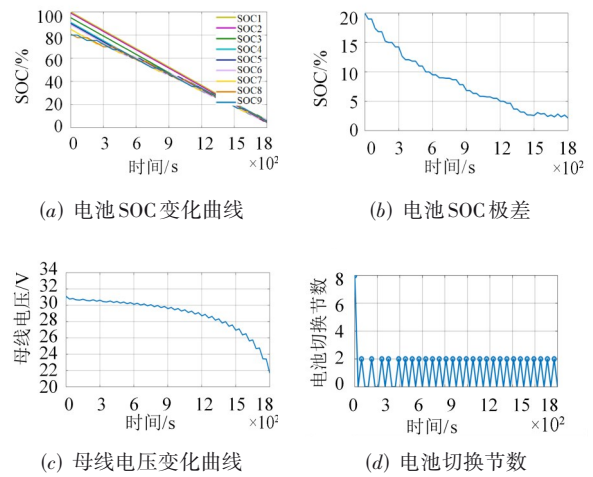 100
80
60
40
20
0
SOC/%
SOC1
SOC2
SOC3
SOC4
SOC5
SOC6
SOC7
SOC8
SOC9
0 3 6 9 12 15 18
时间/s
×10²
(a) 电池SOC变化曲线
20
15
10
5
0
SOC/%
0 3 6 9 12 15 18
时间/s
×10²
(b) 电池SOC极差
34
32
30
28
26
24
22
20
母线电压/V
0 3 6 9 12 15 18
时间/s
×10²
(c) 母线电压变化曲线
8
6
4
2
0
电池切换节数
0 3 6 9 12 15 18
时间/s
×10²
(d) 电池切换节数